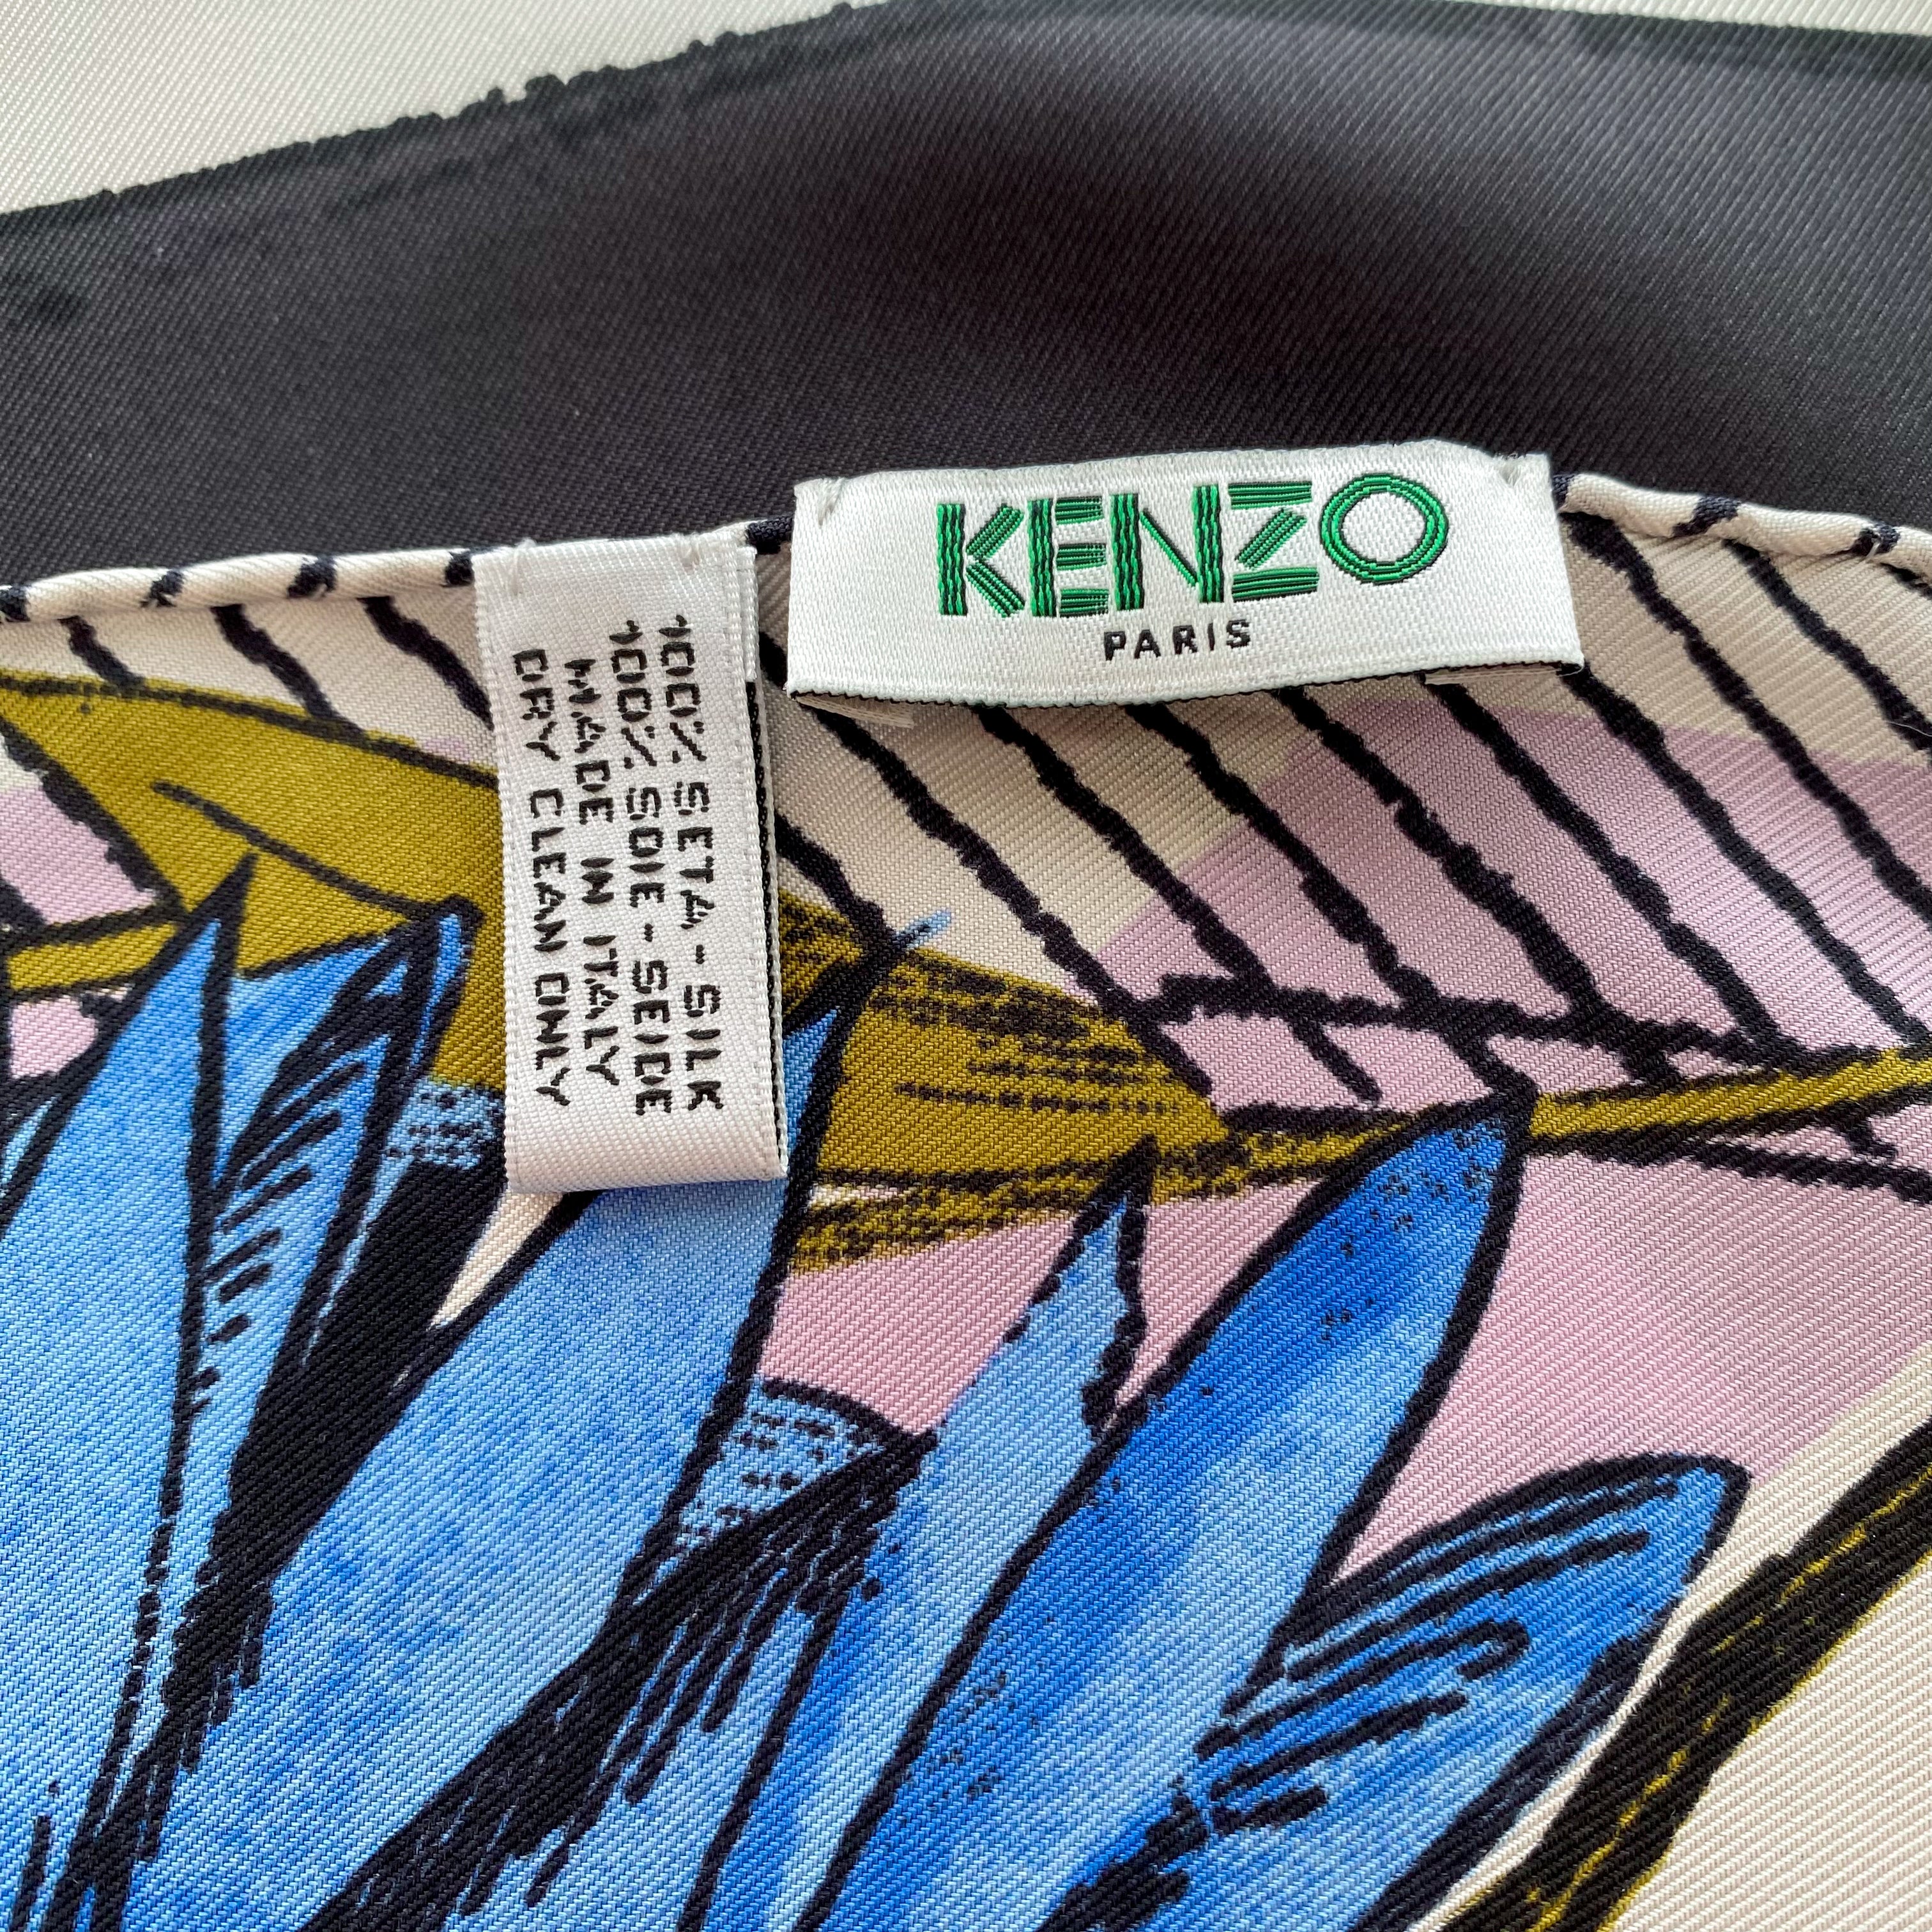 KENZO
PARIS
100% SETA - SILK
100% SOIE - SEIDE
MADE IN ITALY
DRY CLEAN ONLY